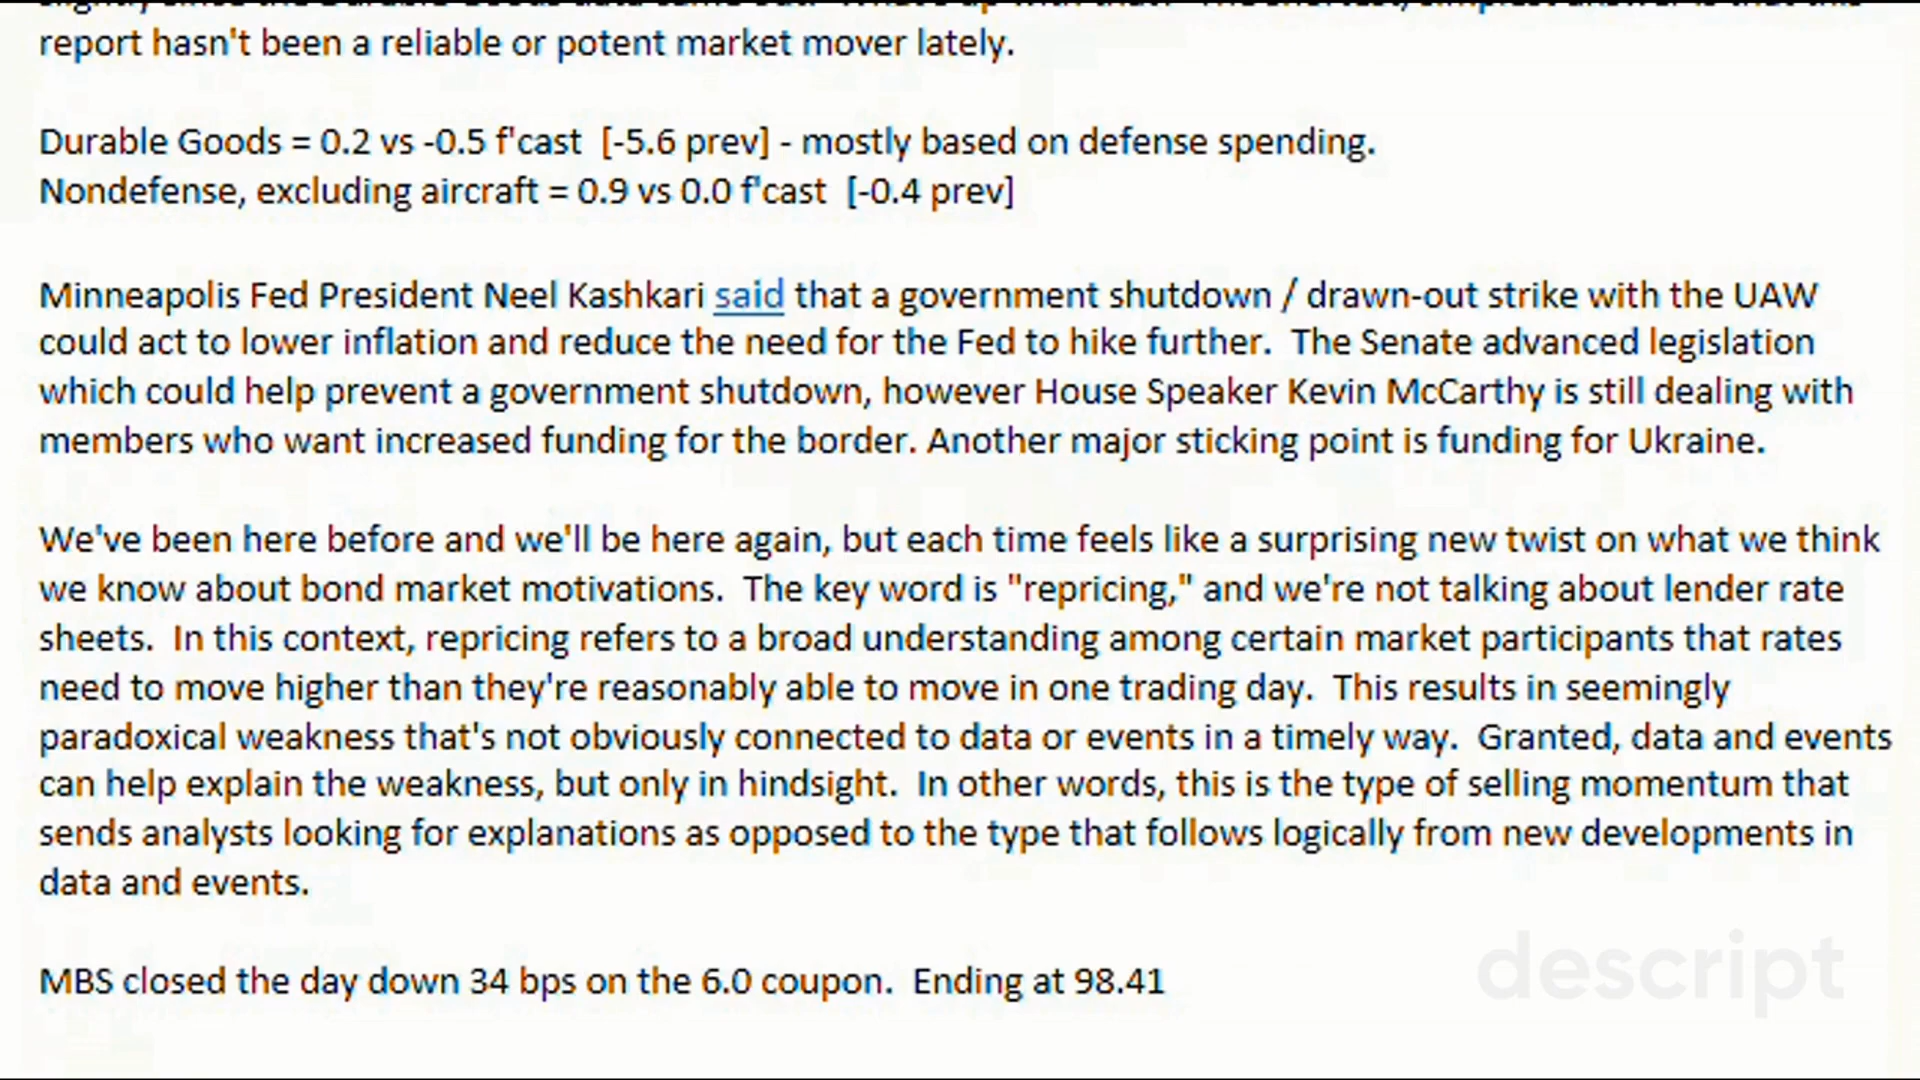 report hasn't been a reliable or potent market mover lately.
Durable Goods = 0.2 vs -0.5 f'cast  [-5.6 prev] - mostly based on defense spending.
Nondefense, excluding aircraft = 0.9 vs 0.0 f'cast  [-0.4 prev]
Minneapolis Fed President Neel Kashkari said that a government shutdown / drawn-out strike with the UAW
could act to lower inflation and reduce the need for the Fed to hike further.  The Senate advanced legislation
which could help prevent a government shutdown, however House Speaker Kevin McCarthy is still dealing with
members who want increased funding for the border. Another major sticking point is funding for Ukraine.
We've been here before and we'll be here again, but each time feels like a surprising new twist on what we think
we know about bond market motivations.  The key word is "repricing," and we're not talking about lender rate
sheets.  In this context, repricing refers to a broad understanding among certain market participants that rates
need to move higher than they're reasonably able to move in one trading day.  This results in seemingly
paradoxical weakness that's not obviously connected to data or events in a timely way.  Granted, data and events
can help explain the weakness, but only in hindsight.  In other words, this is the type of selling momentum that
sends analysts looking for explanations as opposed to the type that follows logically from new developments in
data and events.
MBS closed the day down 34 bps on the 6.0 coupon.  Ending at 98.41
descript